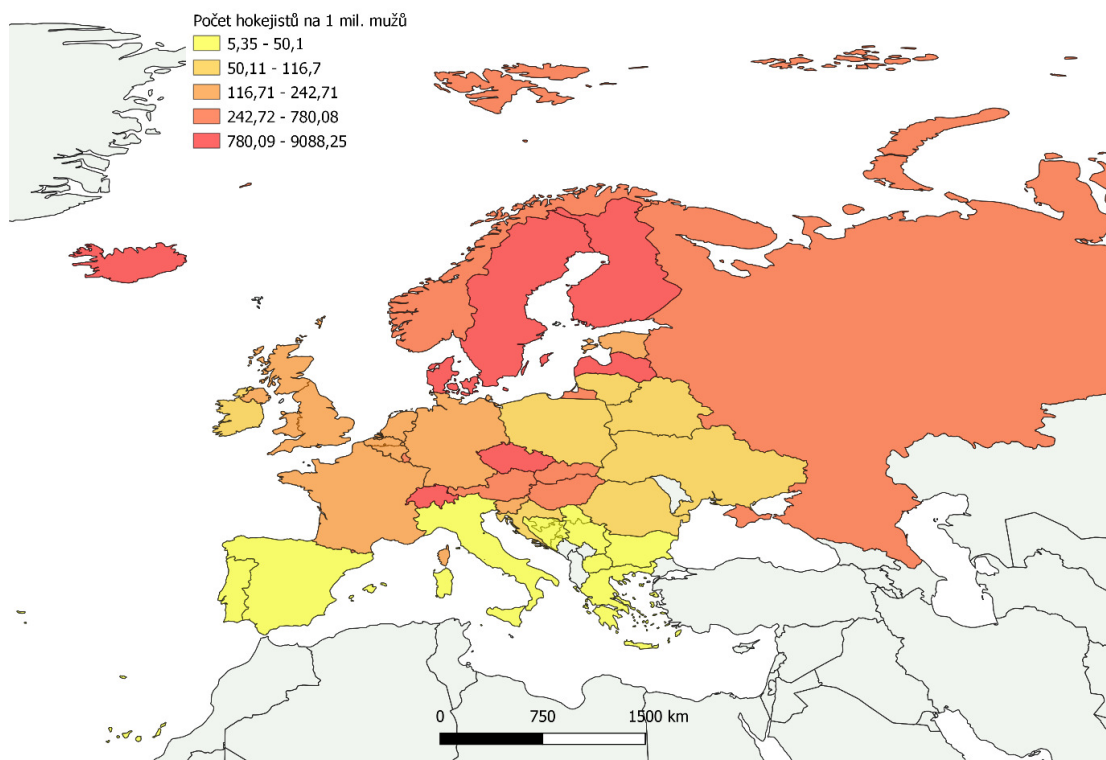 Počet hokejistů na 1 mil. mužů
5,35 - 50,1
50,11 - 116,7
116,71 - 242,71
242,72 - 780,08
780,09 - 9088,25
0 750 1500 km